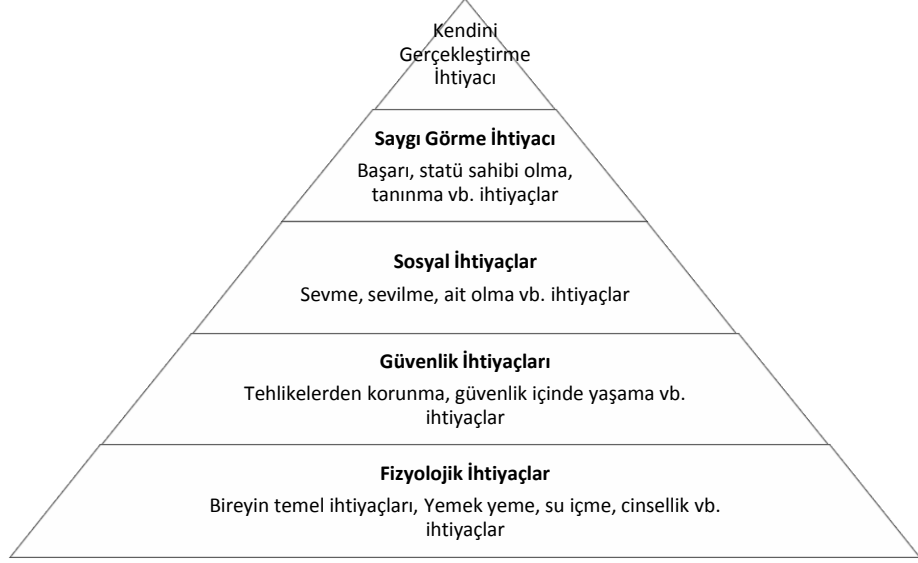 Kendini
Gerçekleştirme
İhtiyacı
Saygı Görme İhtiyacı
Başarı, statü sahibi olma,
tanınma vb. ihtiyaçlar
Sosyal İhtiyaçlar
Sevme, sevilme, ait olma vb. ihtiyaçlar
Güvenlik İhtiyaçları
Tehlikelerden korunma, güvenlik içinde yaşama vb.
ihtiyaçlar
Fizyolojik İhtiyaçlar
Bireyin temel ihtiyaçları, Yemek yeme, su içme, cinsellik vb.
ihtiyaçlar